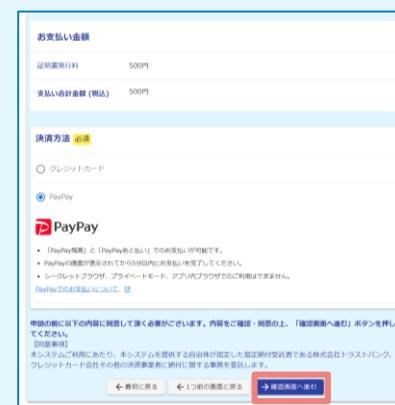 お支払い金額
証明書発行料 500円
支払い合計金額 (税込) 500円
決済方法 必須
クレジットカード
PayPay
PayPay
• 「PayPay残高」と「PayPayあと払い」でのお支払いが可能です。
• PayPayの画面が表示されてから5分以内にお支払いを完了してください。
• シークレットブラウザ、プライベートモード、アプリ内ブラウザでのご利用はできません。
PayPayでのお支払いについて
申請の前に以下の内容に同意して頂く必要がございます。内容をご確認・同意の上、「確認画面へ進む」ボタンを押し
てください。
【同意事項】
本システムご利用にあたり、本システムを提供する自治体が指定した指定納付受託者である株式会社トラストバンク、
クレジットカード会社その他の決済事業者に納付に関する事務を委託します。
← 最初に戻る ← 1つ前の画面に戻る → 確認画面へ進む